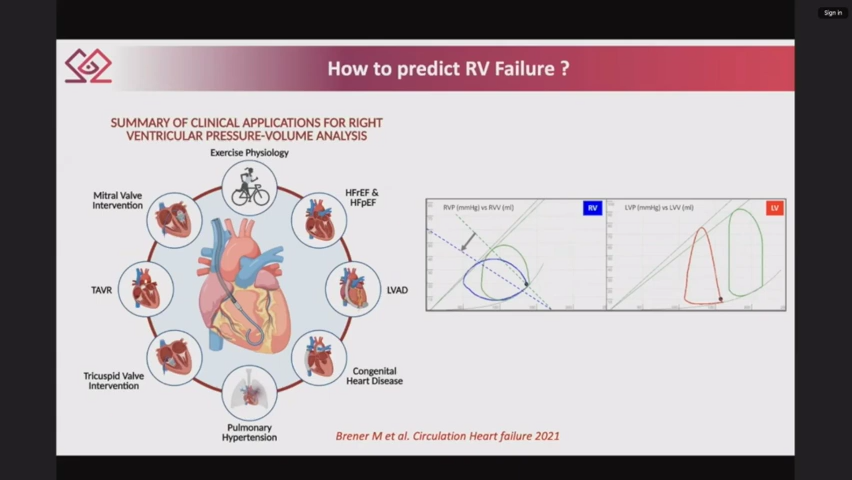 Sign in
How to predict RV Failure ?
SUMMARY OF CLINICAL APPLICATIONS FOR RIGHT
VENTRICULAR PRESSURE-VOLUME ANALYSIS
Exercise Physiology
HFrEF &
HFpEF
LVAD
Congenital
Heart Disease
Pulmonary
Hypertension
Tricuspid Valve
Intervention
TAVR
Mitral Valve
Intervention
RVP (mmHg) vs RVV (ml)
RV
LVP (mmHg) vs LVV (ml)
LV
Brener M et al. Circulation Heart failure 2021